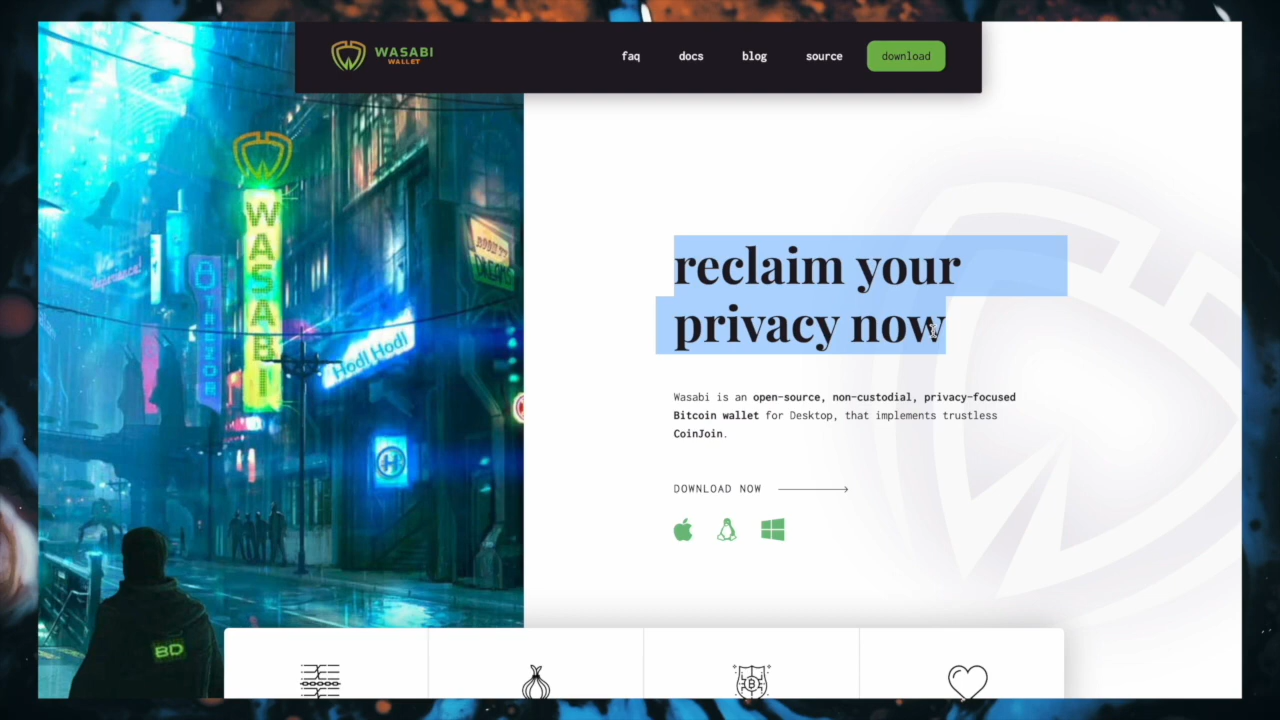 WASABI
WALLET
faq
docs
blog
source
download
WASABI
TREZOR
Hodl Hodl
BD
reclaim your
privacy now
Wasabi is an open-source, non-custodial, privacy-focused
Bitcoin wallet for Desktop, that implements trustless
CoinJoin.
DOWNLOAD NOW